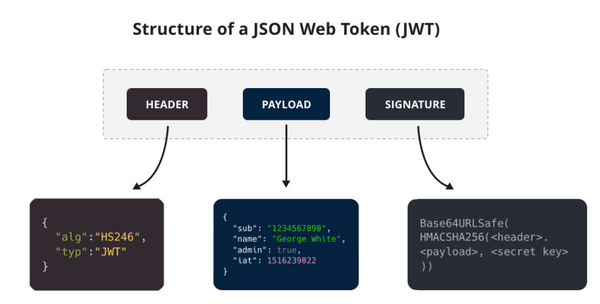 Structure of a JSON Web Token (JWT)
HEADER
PAYLOAD
SIGNATURE
{
"alg":"HS246",
"typ":"JWT"
}
{
"sub": "1234567890",
"name": "George White",
"admin": true,
"iat": 1516239022
}
Base64URLSafe(
HMACSHA256(<header>.
<payload>, <secret key>
))